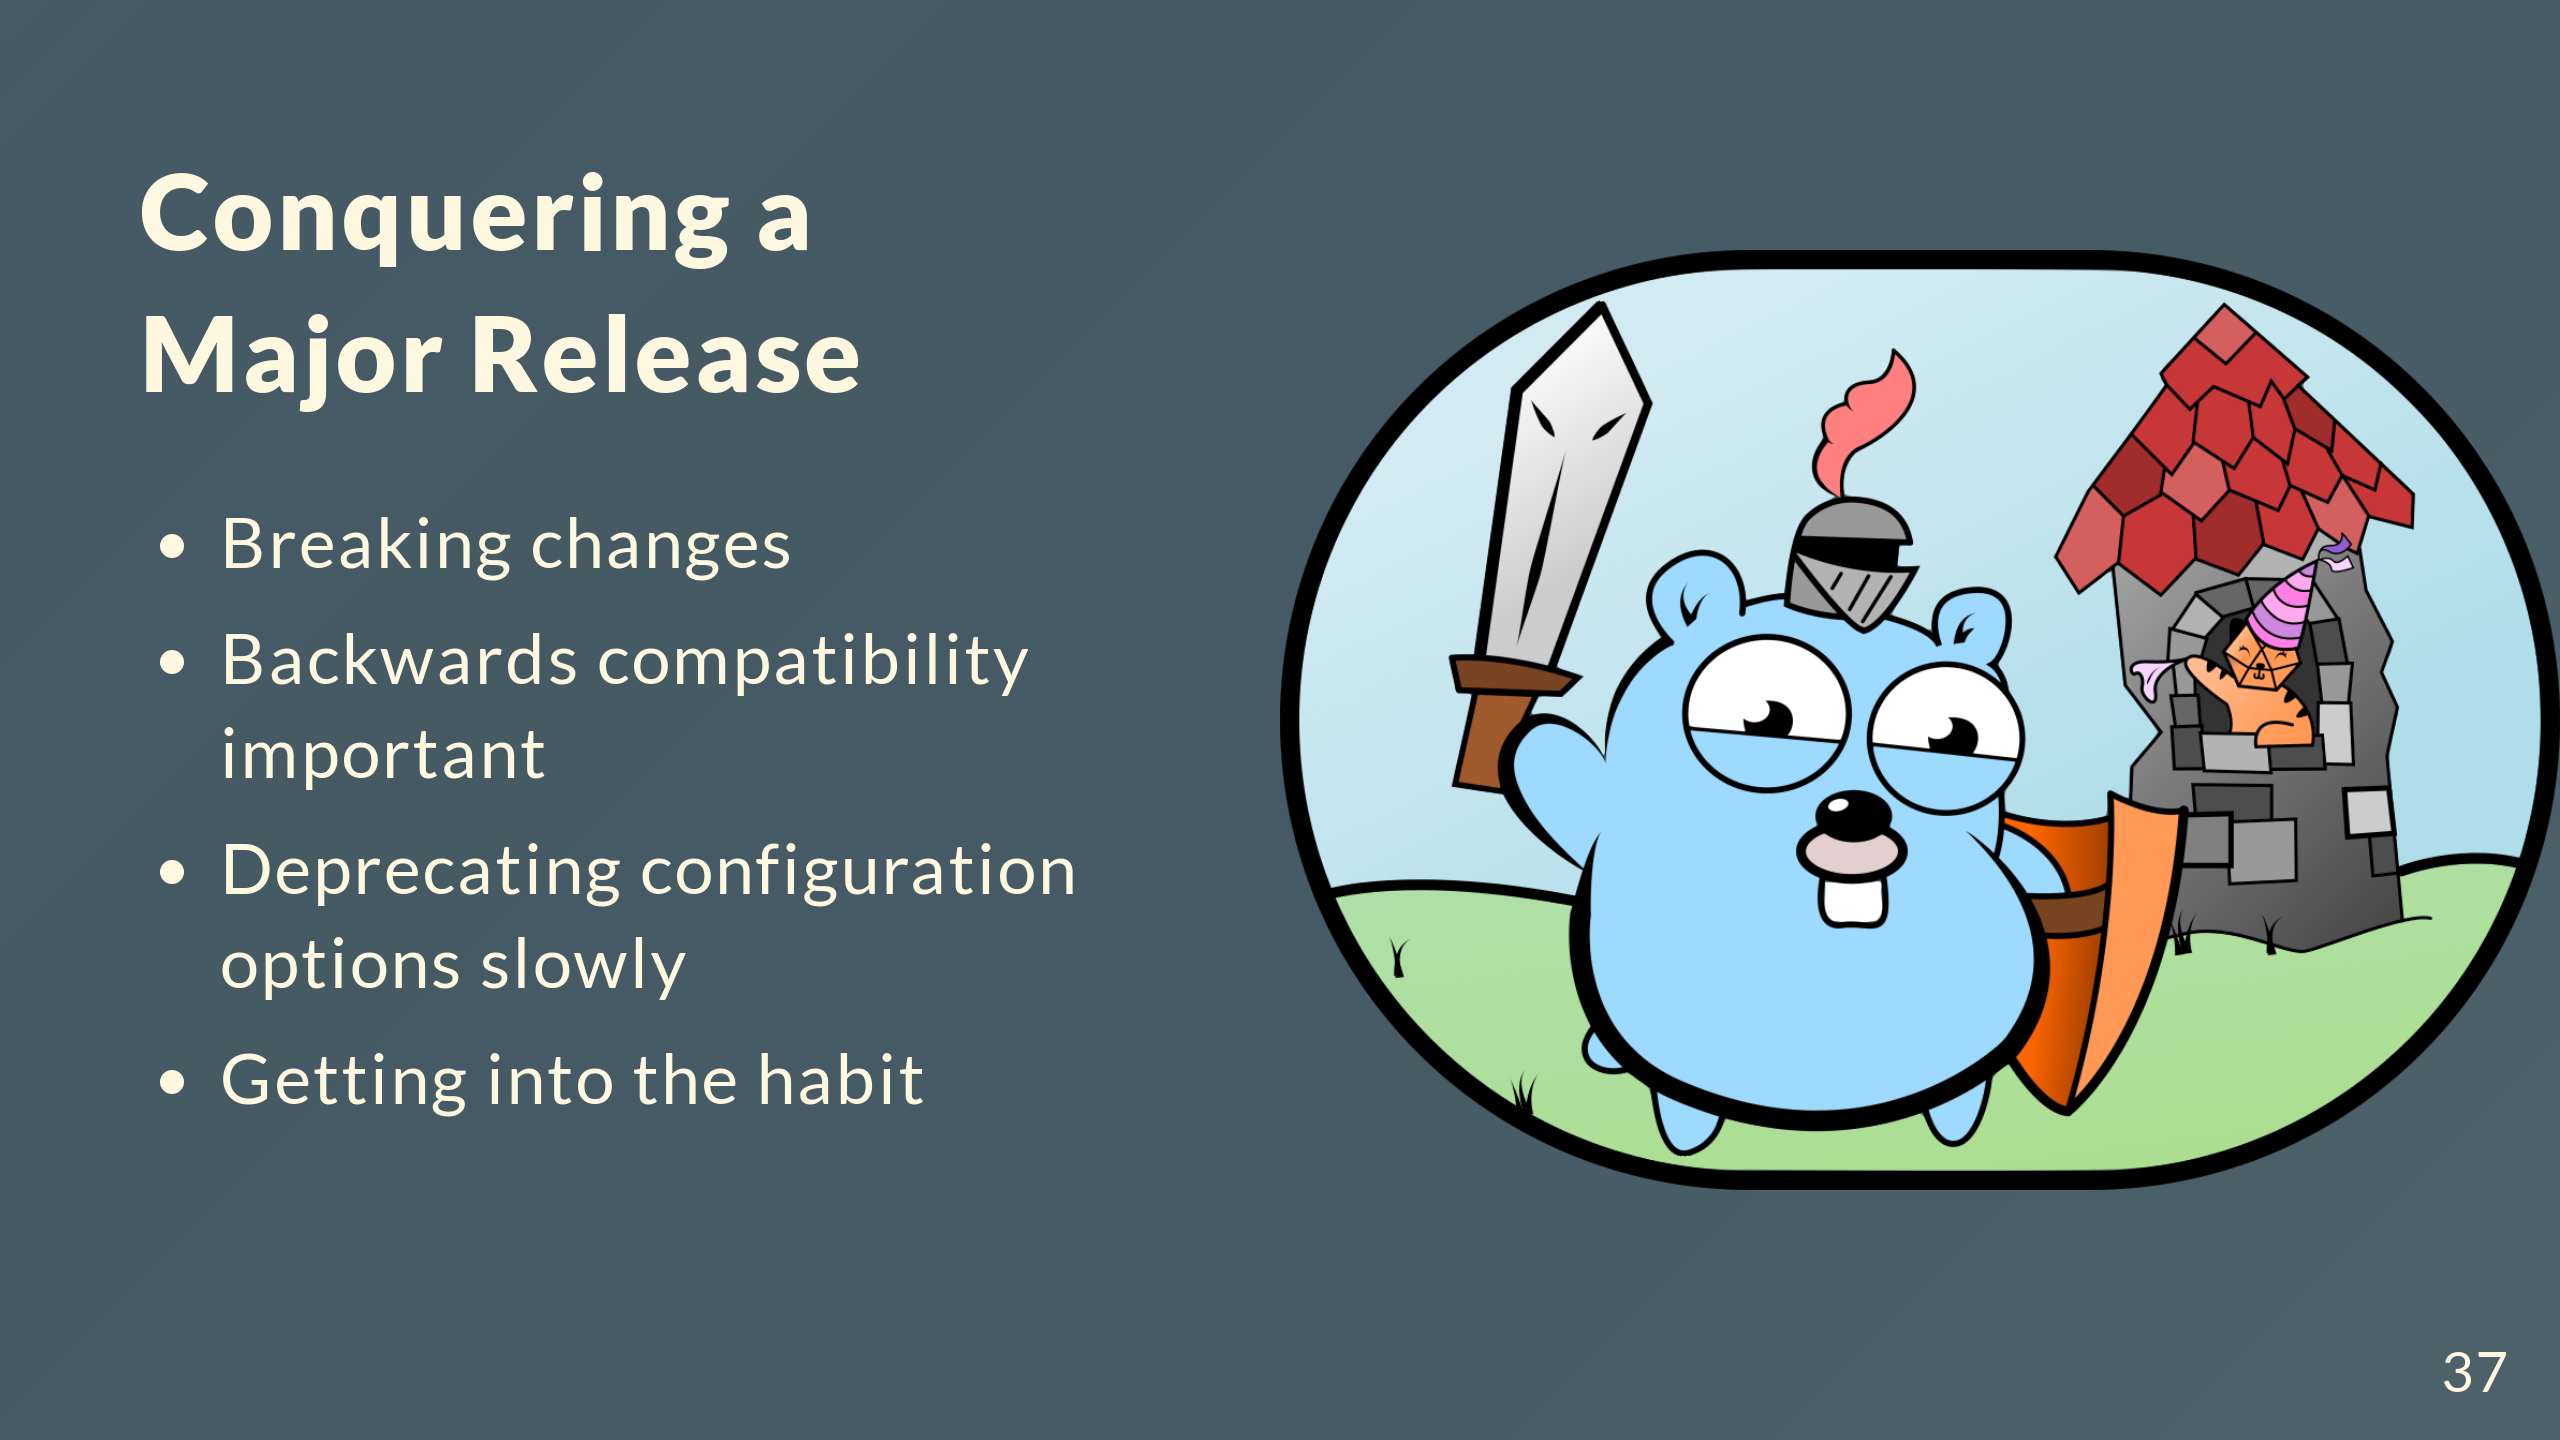 Conquering a
Major Release
• Breaking changes
• Backwards compatibility
important
• Deprecating configuration
options slowly
• Getting into the habit
37